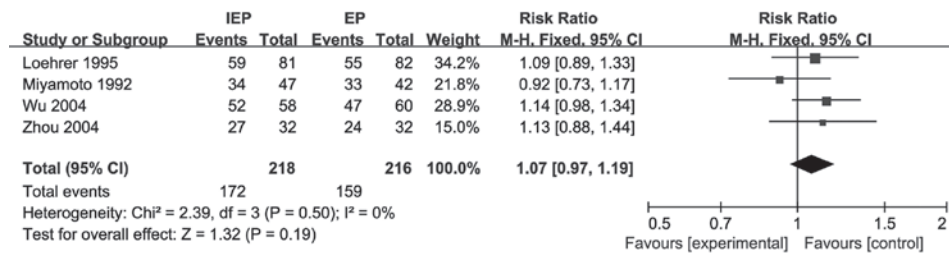 IEP EP Risk Ratio Risk Ratio
Study or Subgroup Events Total Events Total Weight M-H, Fixed, 95% CI M-H, Fixed, 95% CI
Loehrer 1995 59 81 55 82 34.2% 1.09 [0.89, 1.33]
Miyamoto 1992 34 47 33 42 21.8% 0.92 [0.73, 1.17]
Wu 2004 52 58 47 60 28.9% 1.14 [0.98, 1.34]
Zhou 2004 27 32 24 32 15.0% 1.13 [0.88, 1.44]
Total (95% CI) 218 216 100.0% 1.07 [0.97, 1.19]
Total events 172 159
Heterogeneity: Chi² = 2.39, df = 3 (P = 0.50); I² = 0%
Test for overall effect: Z = 1.32 (P = 0.19)
0.5 0.7 1 1.5 2
Favours [experimental] Favours [control]